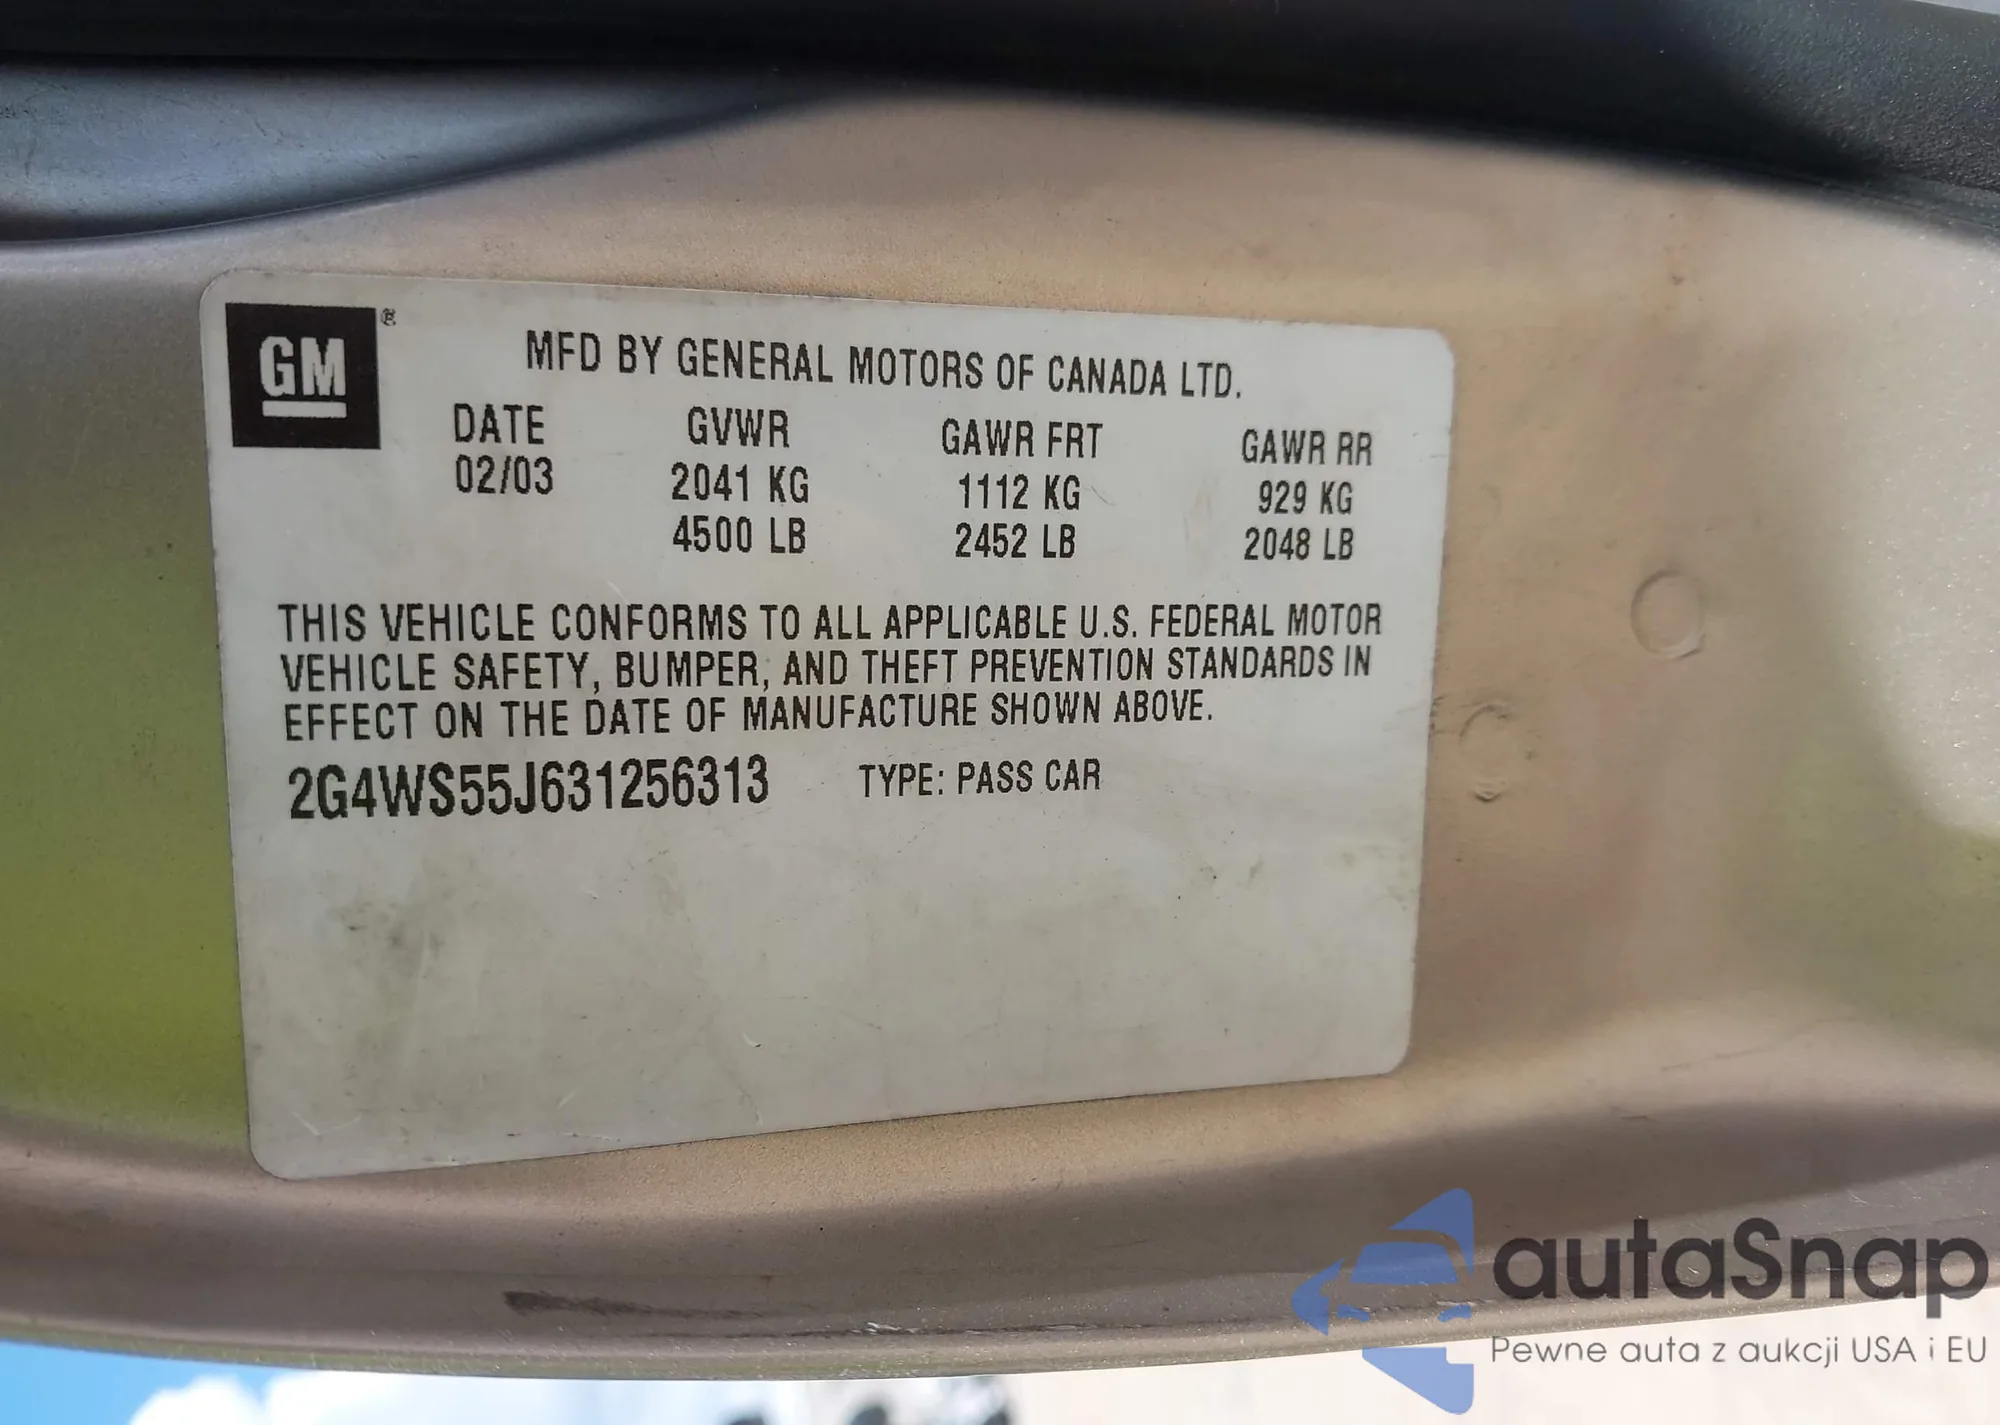 GM
MFD BY GENERAL MOTORS OF CANADA LTD.
DATE GVWR GAWR FRT GAWR RR
02/03 2041 KG 1112 KG 929 KG
4500 LB 2452 LB 2048 LB
THIS VEHICLE CONFORMS TO ALL APPLICABLE U.S. FEDERAL MOTOR
VEHICLE SAFETY, BUMPER, AND THEFT PREVENTION STANDARDS IN
EFFECT ON THE DATE OF MANUFACTURE SHOWN ABOVE.
2G4WS55J631256313 TYPE: PASS CAR
autaSnap
Pewne auta z aukcji USA i EU